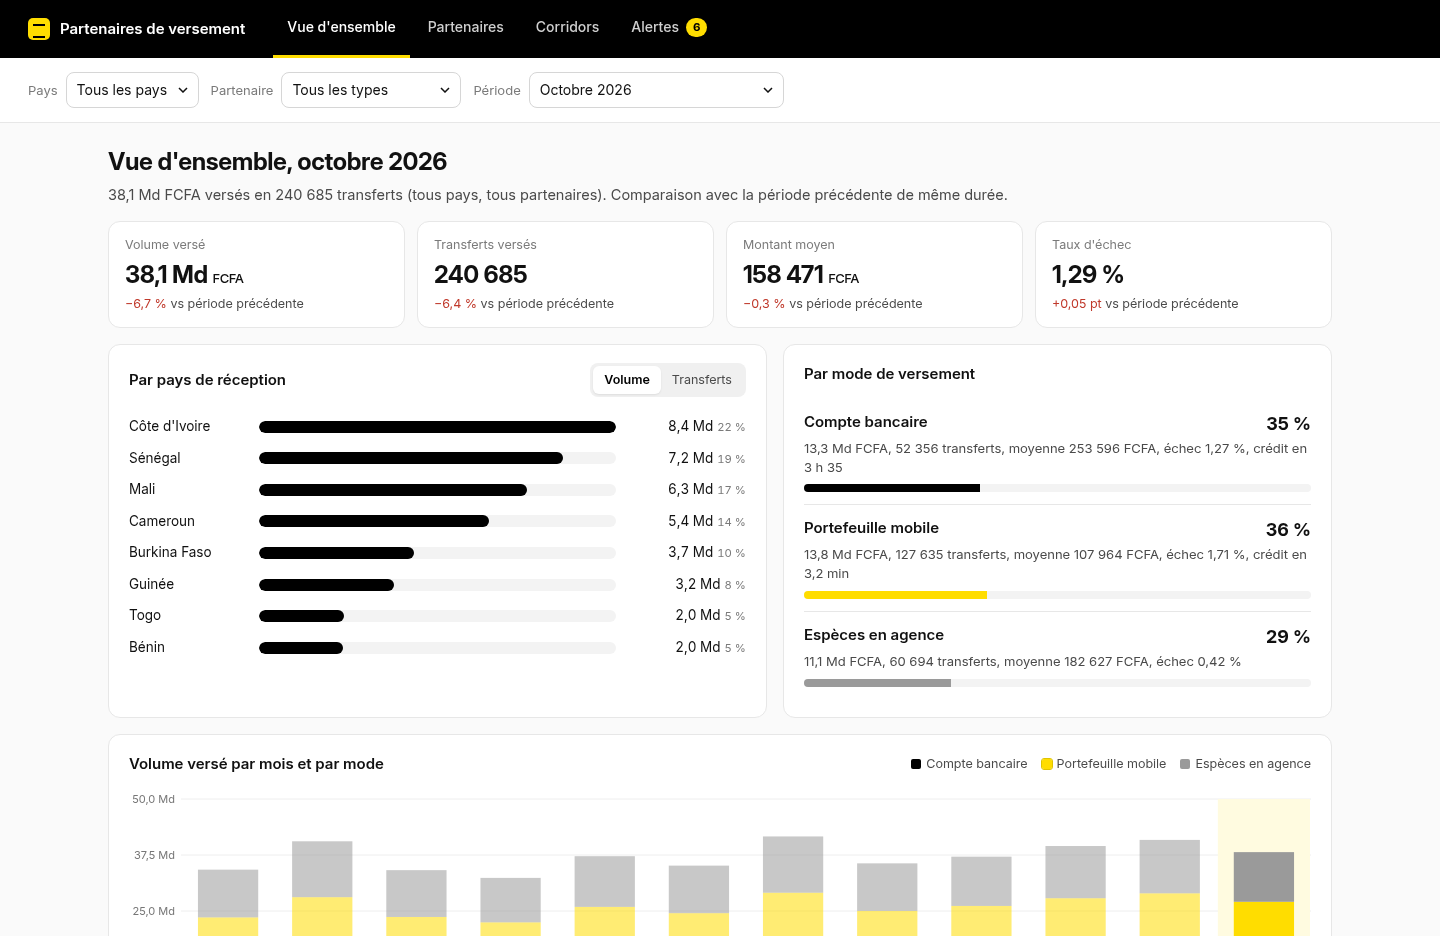 Partenaires de versement
Vue d'ensemble
Partenaires
Corridors
Alertes 6
Pays Tous les pays Partenaire Tous les types Période Octobre 2026
Vue d'ensemble, octobre 2026
38,1 Md FCFA versés en 240 685 transferts (tous pays, tous partenaires). Comparaison avec la période précédente de même durée.
Volume versé
38,1 Md FCFA
−6,7 % vs période précédente
Transferts versés
240 685
−6,4 % vs période précédente
Montant moyen
158 471 FCFA
−0,3 % vs période précédente
Taux d'échec
1,29 %
+0,05 pt vs période précédente
Par pays de réception
Volume Transferts
Côte d'Ivoire 8,4 Md 22 %
Sénégal 7,2 Md 19 %
Mali 6,3 Md 17 %
Cameroun 5,4 Md 14 %
Burkina Faso 3,7 Md 10 %
Guinée 3,2 Md 8 %
Togo 2,0 Md 5 %
Bénin 2,0 Md 5 %
Par mode de versement
Compte bancaire 35 %
13,3 Md FCFA, 52 356 transferts, moyenne 253 596 FCFA, échec 1,27 %, crédit en
3 h 35
Portefeuille mobile 36 %
13,8 Md FCFA, 127 635 transferts, moyenne 107 964 FCFA, échec 1,71 %, crédit en
3,2 min
Espèces en agence 29 %
11,1 Md FCFA, 60 694 transferts, moyenne 182 627 FCFA, échec 0,42 %
Volume versé par mois et par mode
Compte bancaire Portefeuille mobile Espèces en agence
50,0 Md
37,5 Md
25,0 Md